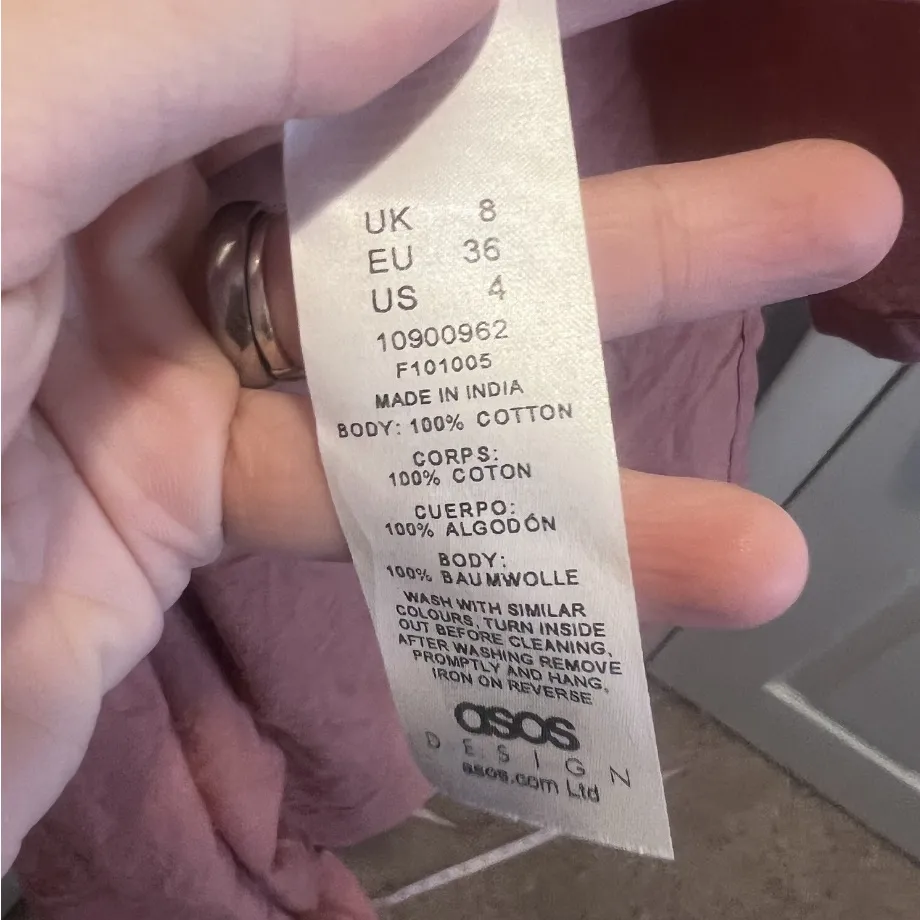 UK 8
EU 36
US 4
10900962
F101005
MADE IN INDIA
BODY: 100% COTTON
CORPS:
100% COTON
CUERPO:
100% ALGODÓN
BODY:
100% BAUMWOLLE
WASH WITH SIMILAR
COLOURS, TURN INSIDE
OUT BEFORE CLEANING,
AFTER WASHING REMOVE
PROMPTLY AND HANG,
IRON ON REVERSE
asos
DESIGN
asos.com Ltd